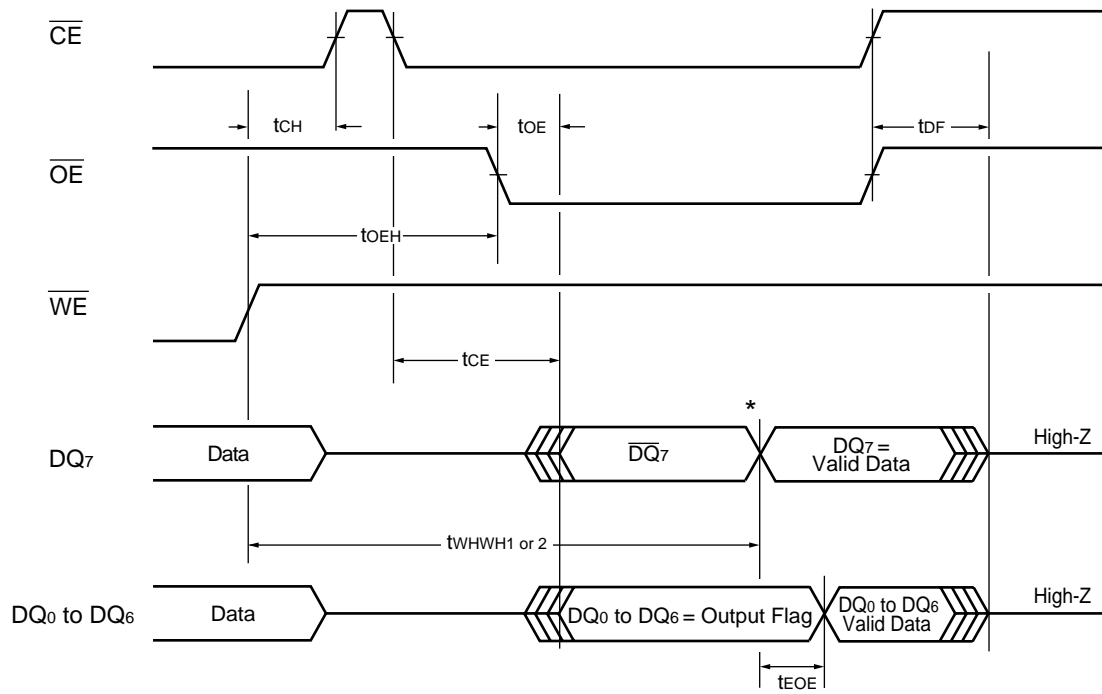 CE
tCH
tOE
tDF
OE
tOEH
WE
tCE
*
DQ7
Data
DQ7
DQ7 =
Valid Data
High-Z
tWHWH1 or 2
DQ0 to DQ6
Data
DQ0 to DQ6 = Output Flag
DQ0 to DQ6
Valid Data
High-Z
tEOE